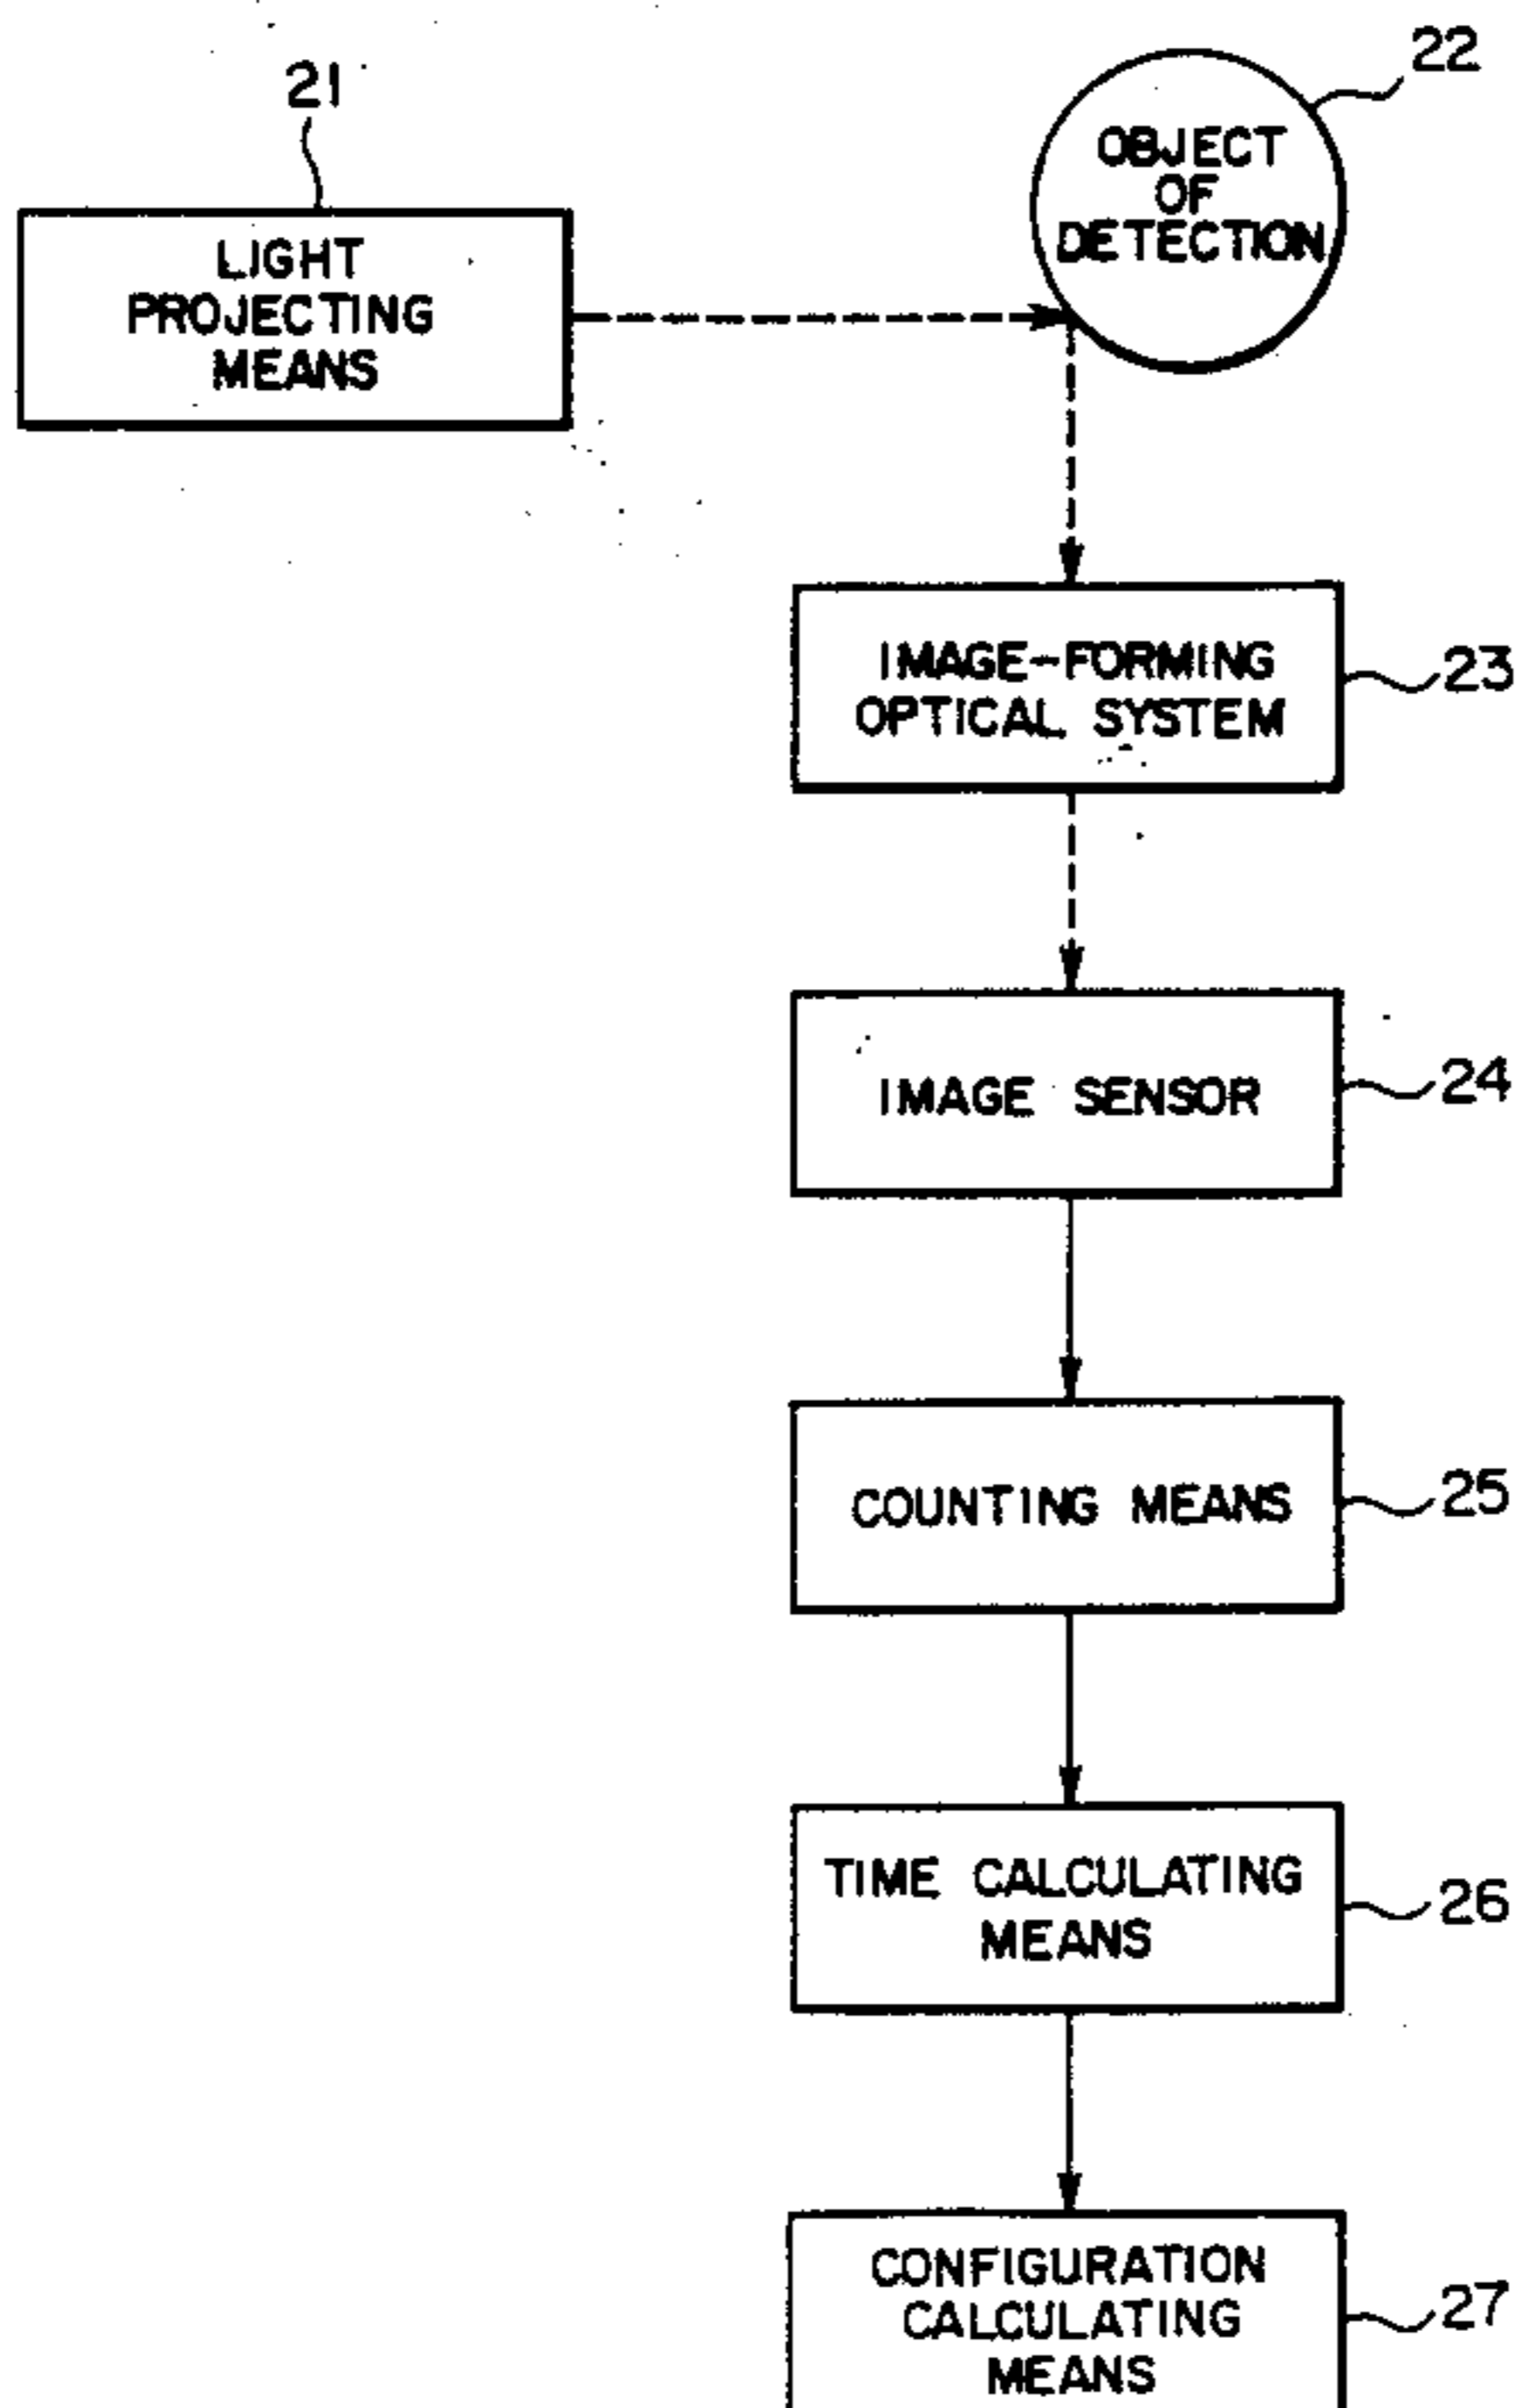 21
22
OBJECT
OF
DETECTION
LIGHT
PROJECTING
MEANS
IMAGE-FORMING
OPTICAL SYSTEM
23
IMAGE SENSOR
24
COUNTING MEANS
25
TIME CALCULATING
MEANS
26
CONFIGURATION
CALCULATING
MEANS
27